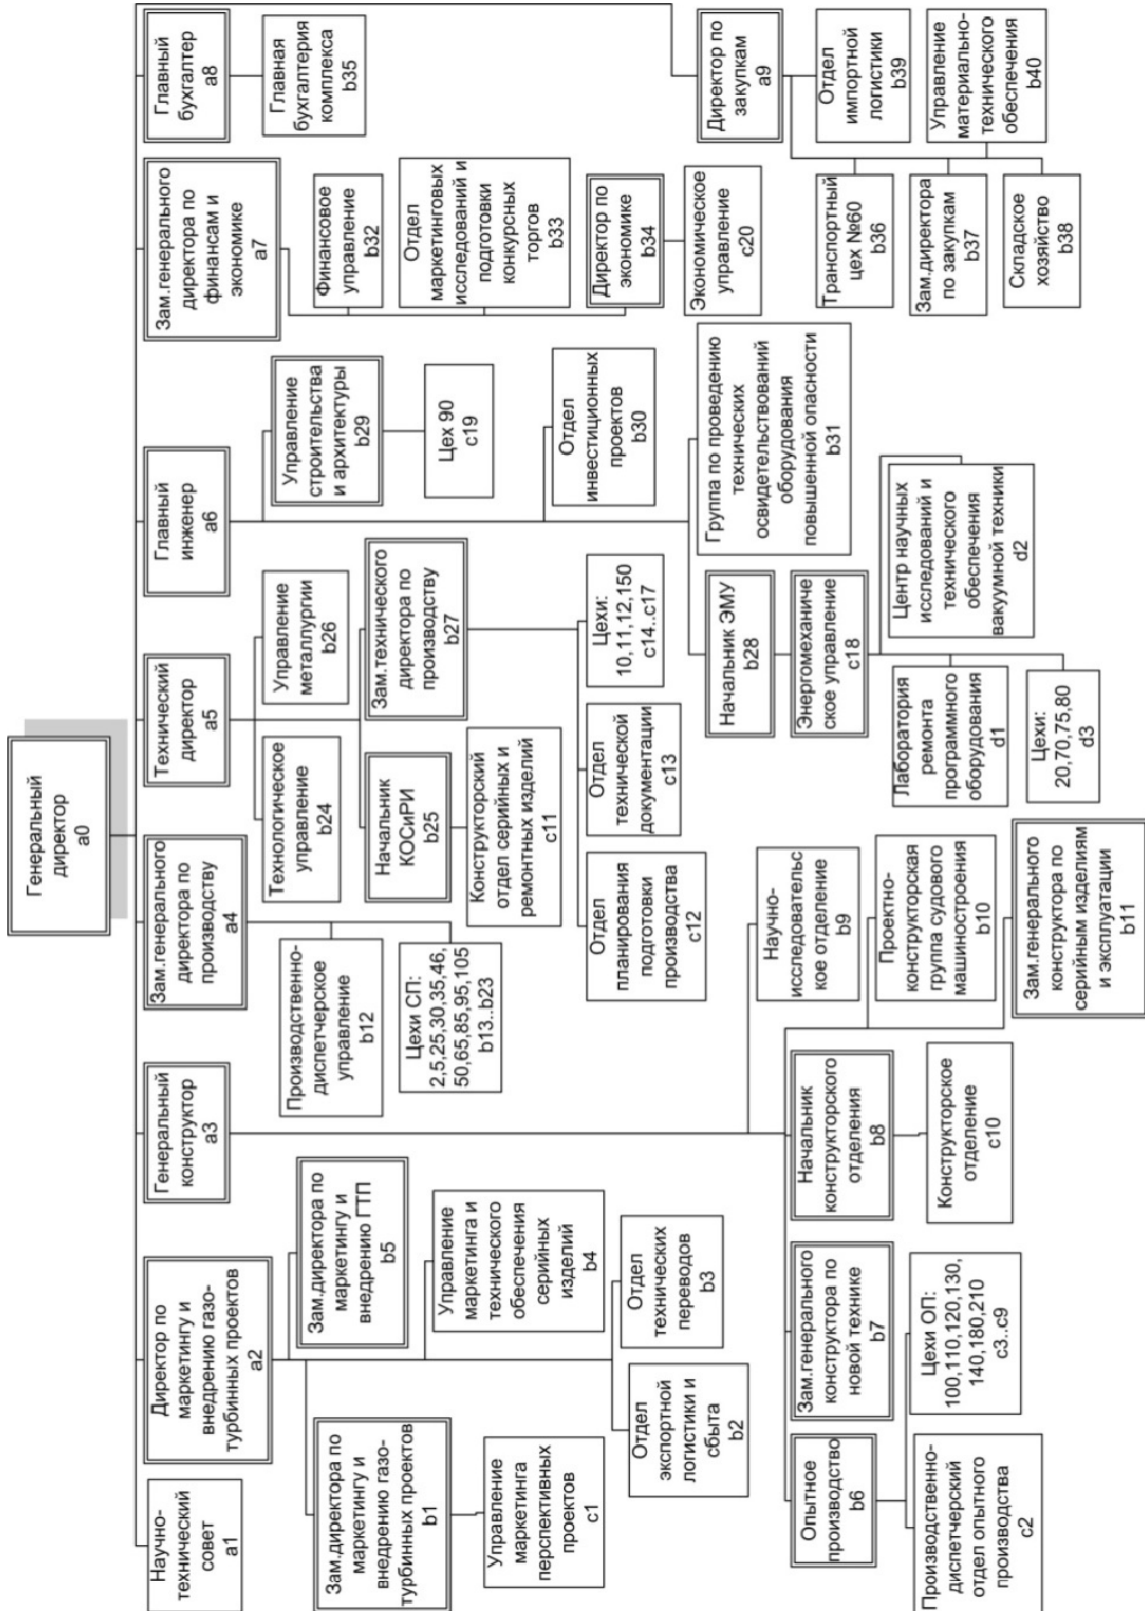 Генеральный
директор
a0
Научно-
технический
совет
a1
Директор по
маркетингу и
внедрению газо-
турбинных проектов
a2
Генеральный
конструктор
a3
Зам.генерального
директора по
производству
a4
Технический
директор
a5
Главный
инженер
a6
Зам.генерального
директора по
финансам и
экономике
a7
Главный
бухгалтер
a8
Зам.директора по
маркетингу и
внедрению газо-
турбинных проектов
b1
Управление
маркетинга
перспективных
проектов
c1
Зам.директора по
маркетингу и
внедрению ГТП
b5
Управление
маркетинга и
технического
обеспечения
серийных
изделий
b4
Отдел
экспортной
логистики и
сбыта
b2
Отдел
технических
переводов
b3
Производственно-
диспетчерское
управление
b12
Цехи СП:
2,5,25,30,35,46,
50,65,85,95,105
b13..b23
Технологическое
управление
b24
Управление
металлургии
b26
Начальник
КОСиРИ
b25
Зам.технического
директора по
производству
b27
Конструкторский
отдел серийных и
ремонтных изделий
c11
Отдел
планирования
подготовки
производства
c12
Отдел
технической
документации
c13
Цехи:
10,11,12,150
c14..c17
Управление
строительства
и архитектуры
b29
Цех 90
c19
Отдел
инвестиционных
проектов
b30
Начальник ЭМУ
b28
Группа по проведению
технических
освидетельствований
оборудования
повышенной опасности
b31
Энергомеханиче
ское управление
c18
Лаборатория
ремонта
программного
оборудования
d1
Центр научных
исследований и
технического
обеспечения
вакуумной техники
d2
Цехи:
20,70,75,80
d3
Финансовое
управление
b32
Отдел
маркетинговых
исследований и
подготовки
конкурсных
торгов
b33
Директор по
экономике
b34
Экономическое
управление
c20
Главная
бухгалтерия
комплекса
b35
Директор по
закупкам
a9
Транспортный
цех №60
b36
Отдел
импортной
логистики
b39
Зам.директора
по закупкам
b37
Управление
материально-
технического
обеспечения
b40
Складское
хозяйство
b38
Опытное
производство
b6
Зам.генерального
конструктора по
новой технике
b7
Начальник
конструкторского
отделения
b8
Научно-
исследовательс
кое отделение
b9
Проектно-
конструкторская
группа судового
машиностроения
b10
Зам.генерального
конструктора по
серийным изделиям
и эксплуатации
b11
Производственно-
диспетчерский
отдел опытного
производства
c2
Цехи ОП:
100,110,120,130,
140,180,210
c3..c9
Конструкторское
отделение
c10